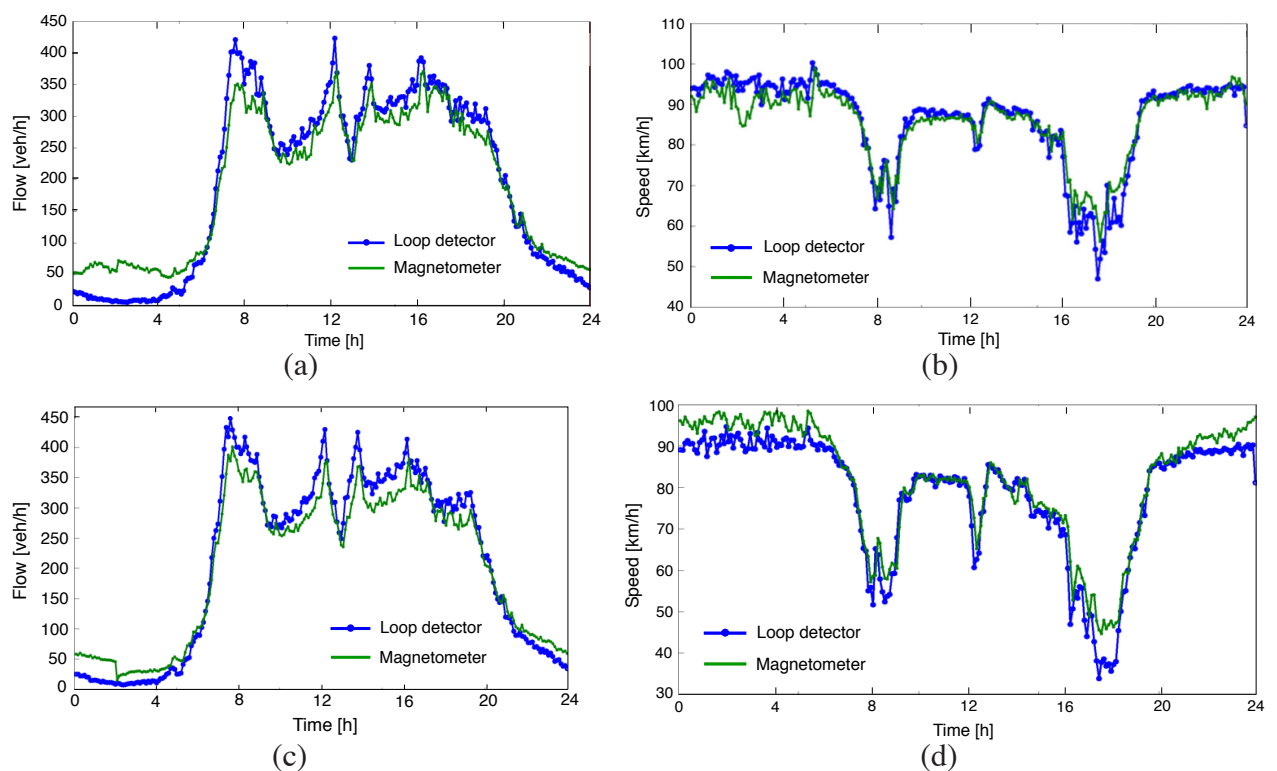 450
400
350
300
250
200
150
100
50
0
Flow [veh/h]
Loop detector
Magnetometer
0 4 8 12 16 20 24
Time [h]
(a)
110
100
90
80
70
60
50
40
Speed [km/h]
Loop detector
Magnetometer
0 4 8 12 16 20 24
Time [h]
(b)
450
400
350
300
250
200
150
100
50
0
Flow [veh/h]
Loop detector
Magnetometer
0 4 8 12 16 20 24
Time [h]
(c)
100
90
80
70
60
50
40
30
Speed [km/h]
Loop detector
Magnetometer
0 4 8 12 16 20 24
Time [h]
(d)